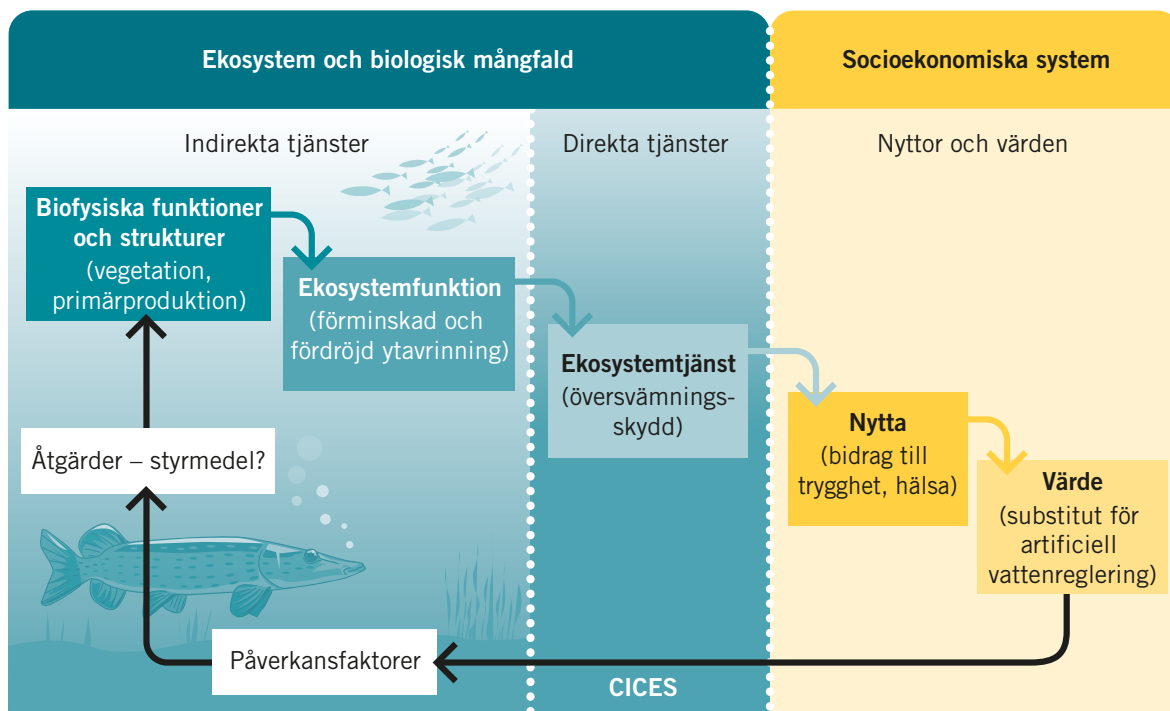 Ekosystem och biologisk mångfald
Socioekonomiska system
Indirekta tjänster
Direkta tjänster
Nyttor och värden
Biofysiska funktioner
och strukturer
(vegetation,
primärproduktion)
Ekosystemfunktion
(förminskad och
fördröjd ytavrinning)
Ekosystemtjänst
(översvämnings-
skydd)
Nytta
(bidrag till
trygghet, hälsa)
Värde
(substitut för
artificiell
vattenreglering)
Åtgärder – styrmedel?
Påverkansfaktorer
CICES